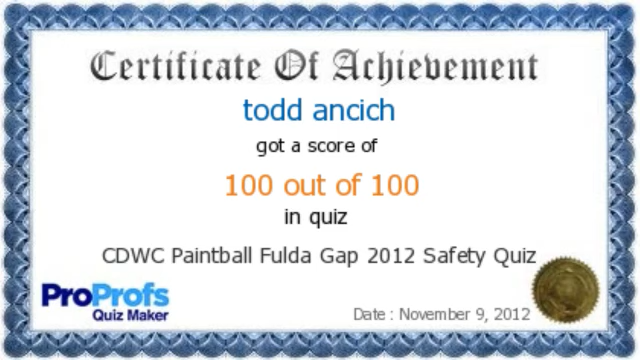 Certificate Of Achievement
todd ancich
got a score of
100 out of 100
in quiz
CDWC Paintball Fulda Gap 2012 Safety Quiz
ProProfs
Quiz Maker
Date : November 9, 2012